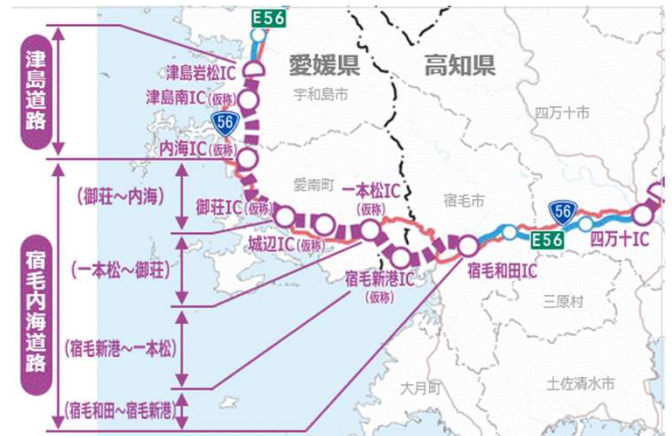 E56
津島道路
津島岩松IC
愛媛県
高知県
津島南IC(仮称)
宇和島市
四万十市
56
内海IC(仮称)
(御荘〜内海)
愛南町
一本松IC
(仮称)
宿毛市
御荘IC(仮称)
56
城辺IC(仮称)
E56
四万十IC
宿毛内海道路
(一本松〜御荘)
宿毛新港IC
(仮称)
宿毛和田IC
三原村
(宿毛新港〜一本松)
大月町
土佐清水市
(宿毛和田〜宿毛新港)